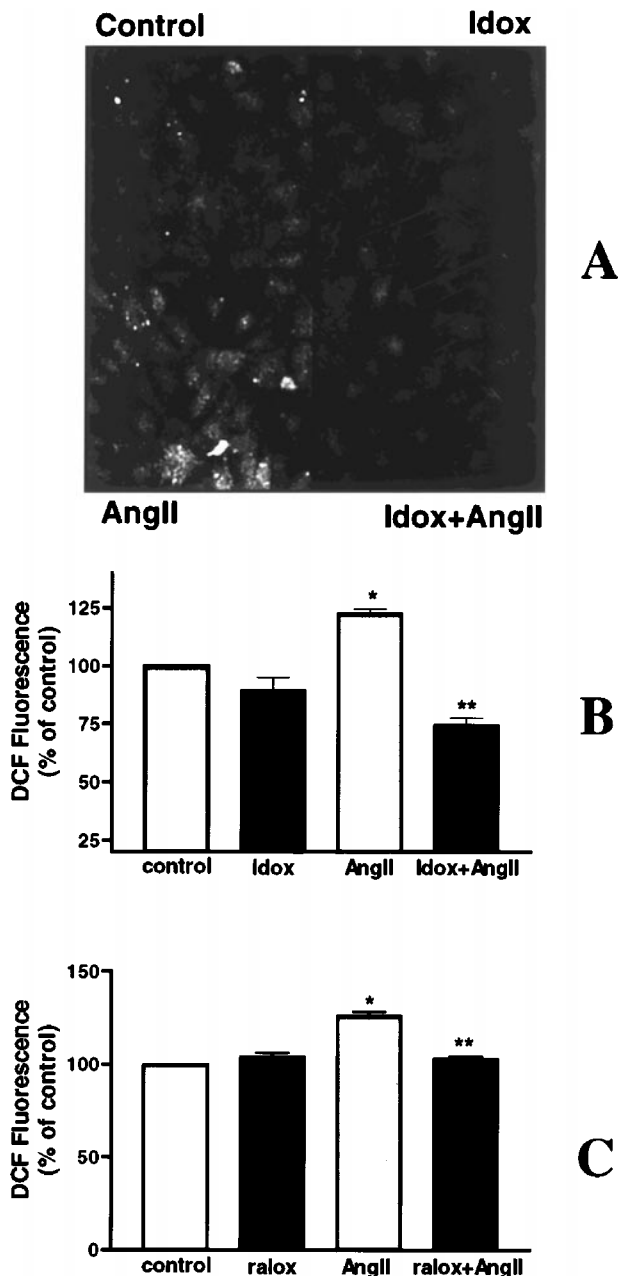 Control Idox
A
AngII Idox+AngII
DCF Fluorescence
(% of control)
125
100
75
50
25
*
**
control Idox AngII Idox+AngII
B
DCF Fluorescence
(% of control)
150
100
50
0
*
**
control ralox AngII ralox+AngII
C